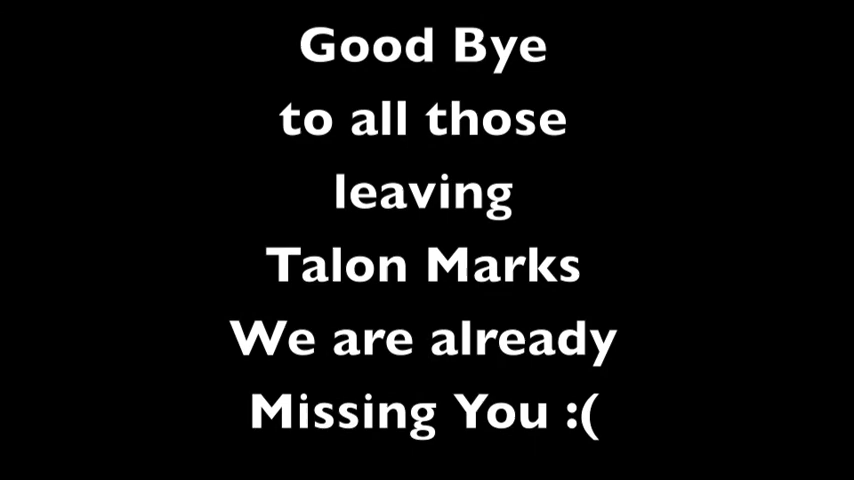 Good Bye
to all those
leaving
Talon Marks
We are already
Missing You :(